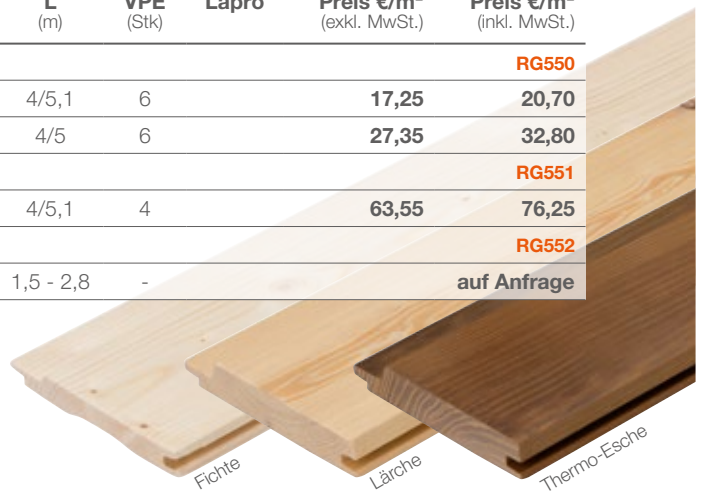 L VPE Lapro Preis €/m² Preis €/m²
(m) (Stk) (exkl. MwSt.) (inkl. MwSt.)
RG550
4/5,1 6 17,25 20,70
4/5 6 27,35 32,80
RG551
4/5,1 4 63,55 76,25
RG552
1,5 - 2,8 - auf Anfrage
Fichte
Lärche
Thermo-Esche